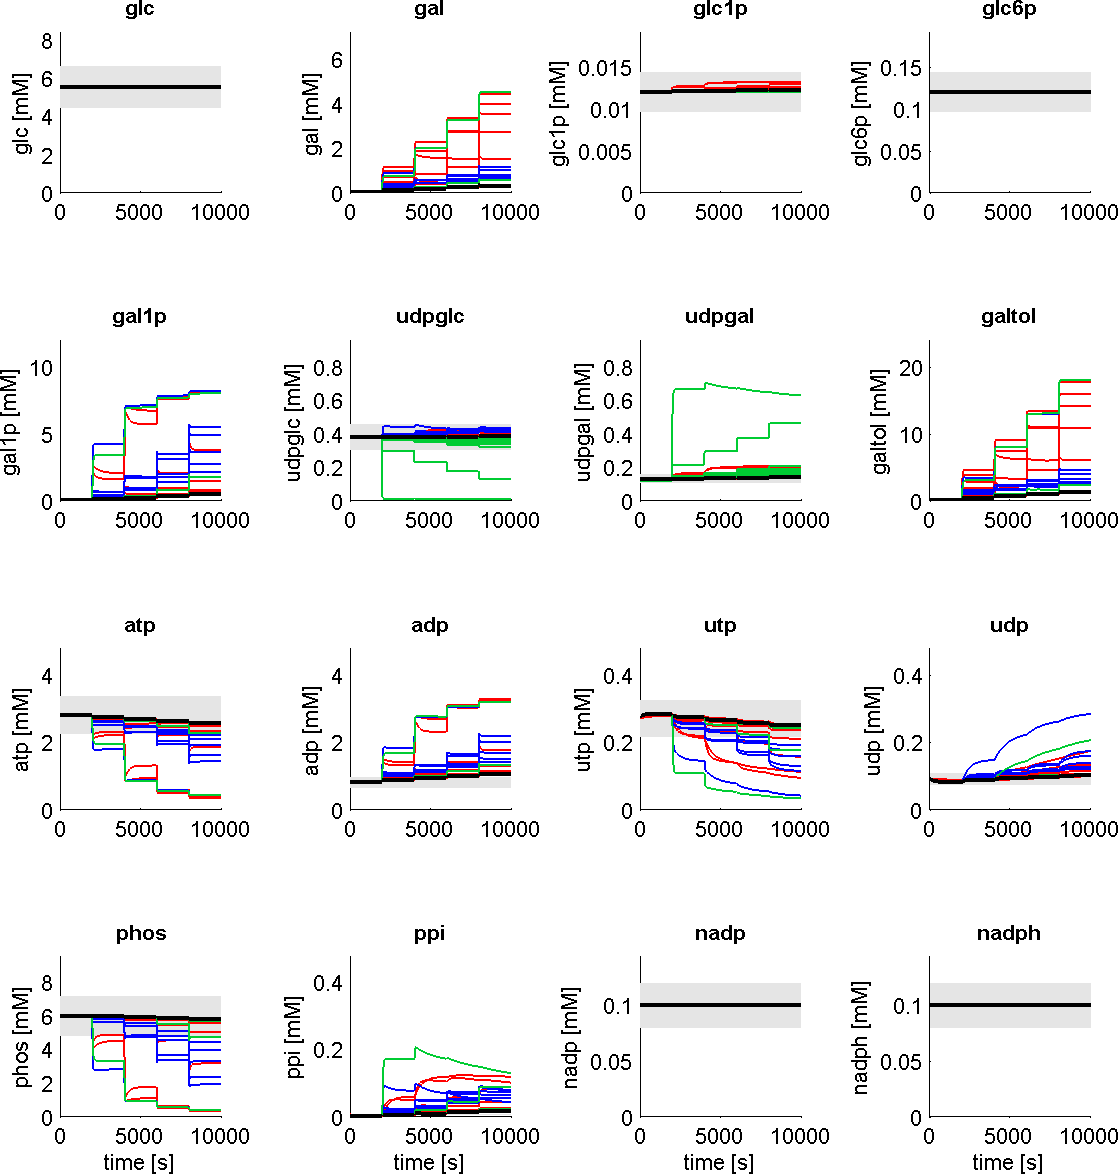 glc
gal
glc1p
glc6p
8
6
4
2
0
glc [mM]
0 5000 10000
6
4
2
0
gal [mM]
0 5000 10000
0.015
0.01
0.005
0
glc1p [mM]
0 5000 10000
0.15
0.1
0.05
0
glc6p [mM]
0 5000 10000
gal1p
udpglc
udpgal
galtol
10
5
0
gal1p [mM]
0 5000 10000
0.8
0.6
0.4
0.2
0
udpglc [mM]
0 5000 10000
0.8
0.6
0.4
0.2
0
udpgal [mM]
0 5000 10000
20
10
0
galtol [mM]
0 5000 10000
atp
adp
utp
udp
4
2
0
atp [mM]
0 5000 10000
4
2
0
adp [mM]
0 5000 10000
0.4
0.2
0
utp [mM]
0 5000 10000
0.4
0.2
0
udp [mM]
0 5000 10000
phos
ppi
nadp
nadph
8
6
4
2
0
phos [mM]
0 5000 10000
time [s]
0.4
0.2
0
ppi [mM]
0 5000 10000
time [s]
0.1
0.05
0
nadp [mM]
0 5000 10000
time [s]
0.1
0.05
0
nadph [mM]
0 5000 10000
time [s]